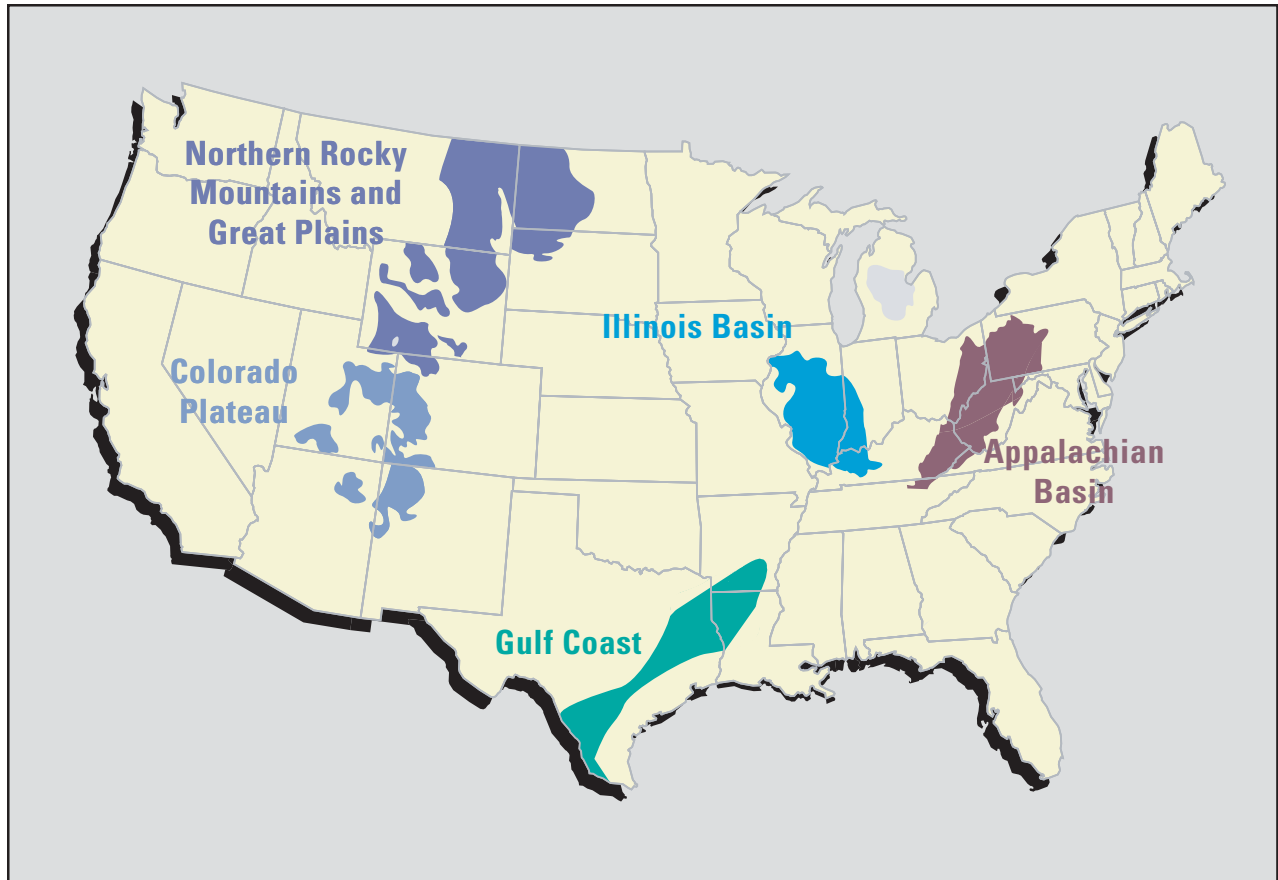 Northern Rocky
Mountains and
Great Plains
Illinois Basin
Colorado
Plateau
Appalachian
Basin
Gulf Coast